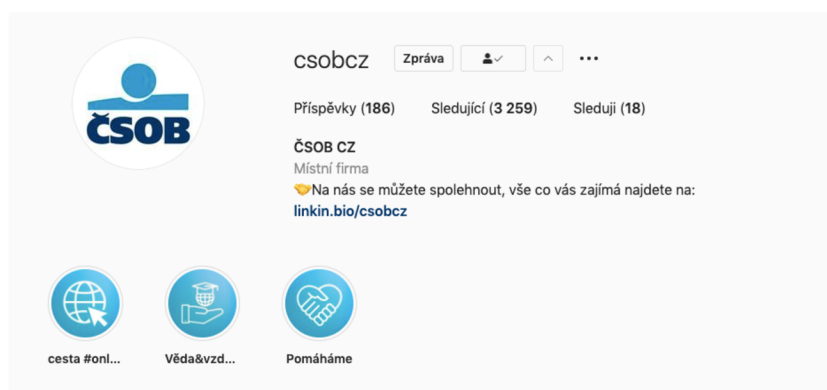 ČSOB
csobcz Zpráva
Příspěvky (186) Sledující (3 259) Sleduji (18)
ČSOB CZ
Místní firma
🤝Na nás se můžete spolehnout, vše co vás zajímá najdete na:
linkin.bio/csobcz
cesta #onl... Věda&vzd... Pomáháme